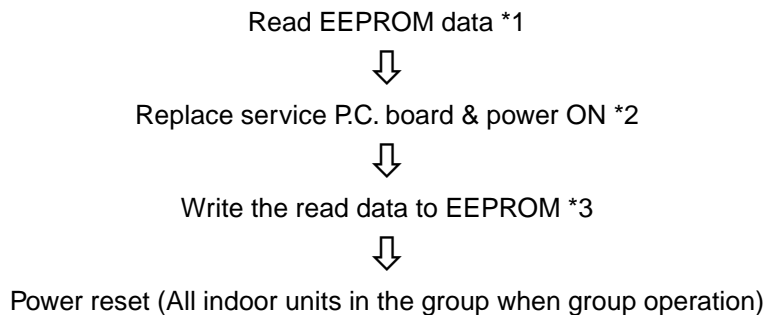 Read EEPROM data *1
Replace service P.C. board & power ON *2
Write the read data to EEPROM *3
Power reset (All indoor units in the group when group operation)